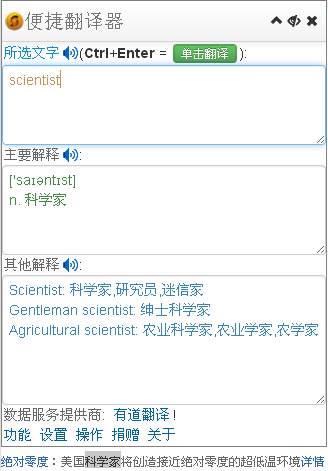 便捷翻译器
所选文字 (Ctrl+Enter = 单击翻译 ):
scientist
主要解释 :
['saɪəntɪst]
n. 科学家
其他解释 :
Scientist: 科学家,研究员,迷信家
Gentleman scientist: 绅士科学家
Agricultural scientist: 农业科学家,农业学家,农学家
数据服务提供商: 有道翻译 !
功能 设置 操作 捐赠 关于
绝对零度：美国科学家将创造接近绝对零度的超低温环境详情